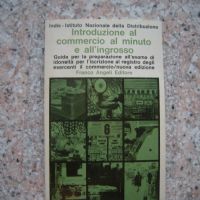 Indis - Istituto Nazionale della Distribuzione
Introduzione al
commercio al minuto
e all'ingrosso
Guida per la preparazione all'esame di
idoneità per l'iscrizione al registro degli
esercenti il commercio/nuova edizione
Franco Angeli Editore